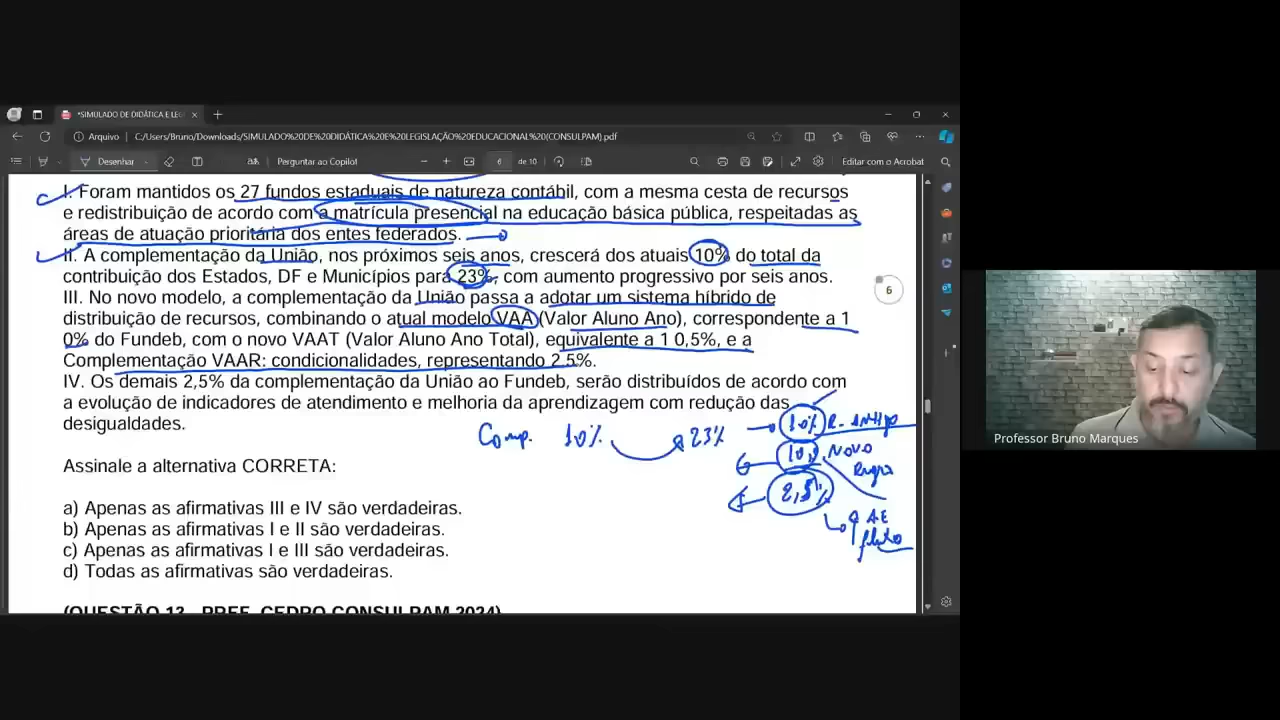 *SIMULADO DE DIDÁTICA E LEG
Arquivo C:/Users/Bruno/Downloads/SIMULADO%20DE%20DIDÁTICA%20E%20LEGISLAÇÃO%20EDUCACIONAL%20(CONSULPAM).pdf
Desenhar Perguntar ao Copilot 6 de 10 Editar com o Acrobat
I. Foram mantidos os 27 fundos estaduais de natureza contábil, com a mesma cesta de recursos
e redistribuição de acordo com a matrícula presencial na educação básica pública, respeitadas as
áreas de atuação prioritária dos entes federados.
II. A complementação da União, nos próximos seis anos, crescerá dos atuais 10% do total da
contribuição dos Estados, DF e Municípios para 23%, com aumento progressivo por seis anos.
6
III. No novo modelo, a complementação da União passa a adotar um sistema híbrido de
distribuição de recursos, combinando o atual modelo VAA (Valor Aluno Ano), correspondente a 1
0% do Fundeb, com o novo VAAT (Valor Aluno Ano Total), equivalente a 1 0,5%, e a
Complementação VAAR: condicionalidades, representando 2,5%.
IV. Os demais 2,5% da complementação da União ao Fundeb, serão distribuídos de acordo com
a evolução de indicadores de atendimento e melhoria da aprendizagem com redução das
desigualdades.
Comp. 10% 23%
10% R. Antigo
Novo
2,5%
Assinale a alternativa CORRETA:
a) Apenas as afirmativas III e IV são verdadeiras.
b) Apenas as afirmativas I e II são verdadeiras.
c) Apenas as afirmativas I e III são verdadeiras.
d) Todas as afirmativas são verdadeiras.
(QUESTÃO 13 - PREF. CEDRO CONSULPAM 2024)
Professor Bruno Marques